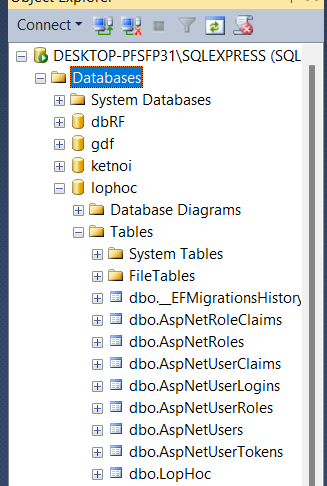 Object Explorer
Connect
DESKTOP-PFSFP31\SQLEXPRESS (SQL
Databases
System Databases
dbRF
gdf
ketnoi
lophoc
Database Diagrams
Tables
System Tables
FileTables
dbo.__EFMigrationsHistory
dbo.AspNetRoleClaims
dbo.AspNetRoles
dbo.AspNetUserClaims
dbo.AspNetUserLogins
dbo.AspNetUserRoles
dbo.AspNetUsers
dbo.AspNetUserTokens
dbo.LopHoc